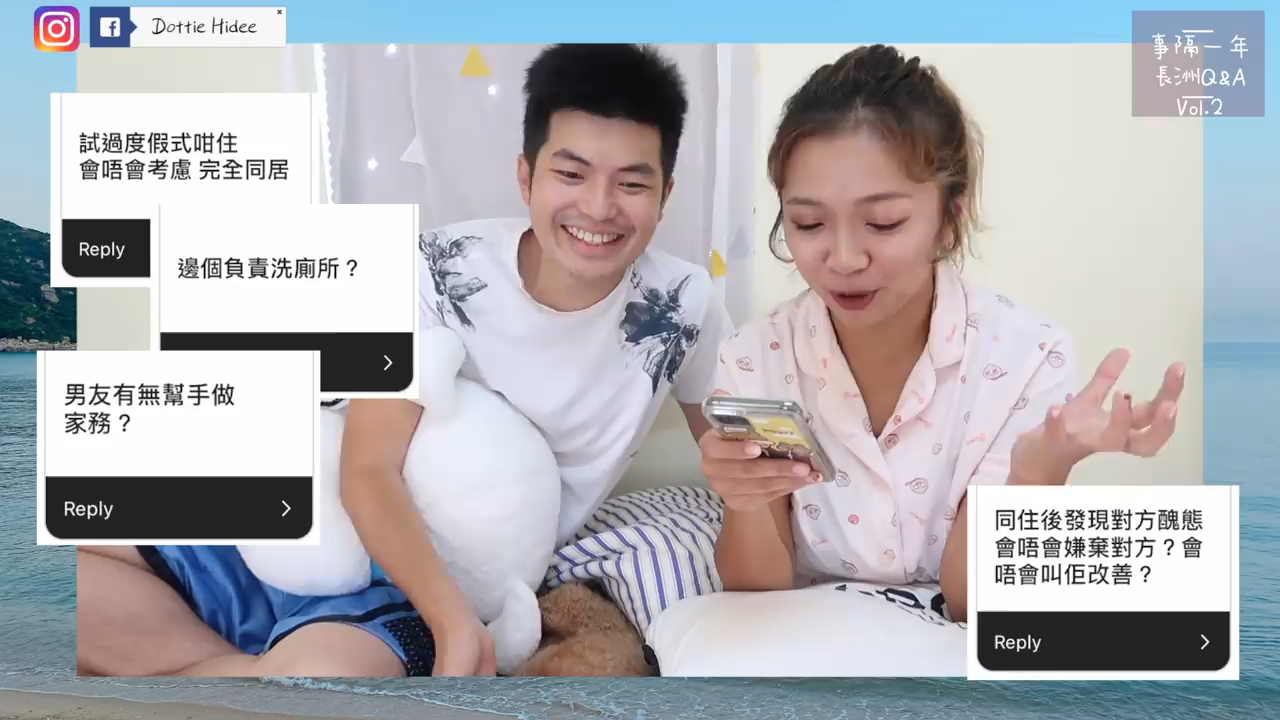 Dottie Hidee
事隔一年
長洲Q&A
Vol.2
試過度假式咁住
會唔會考慮 完全同居
Reply
邊個負責洗廁所？
男友有無幫手做
家務？
Reply
同住後發現對方醜態
會唔會嫌棄對方？會
唔會叫佢改善？
Reply